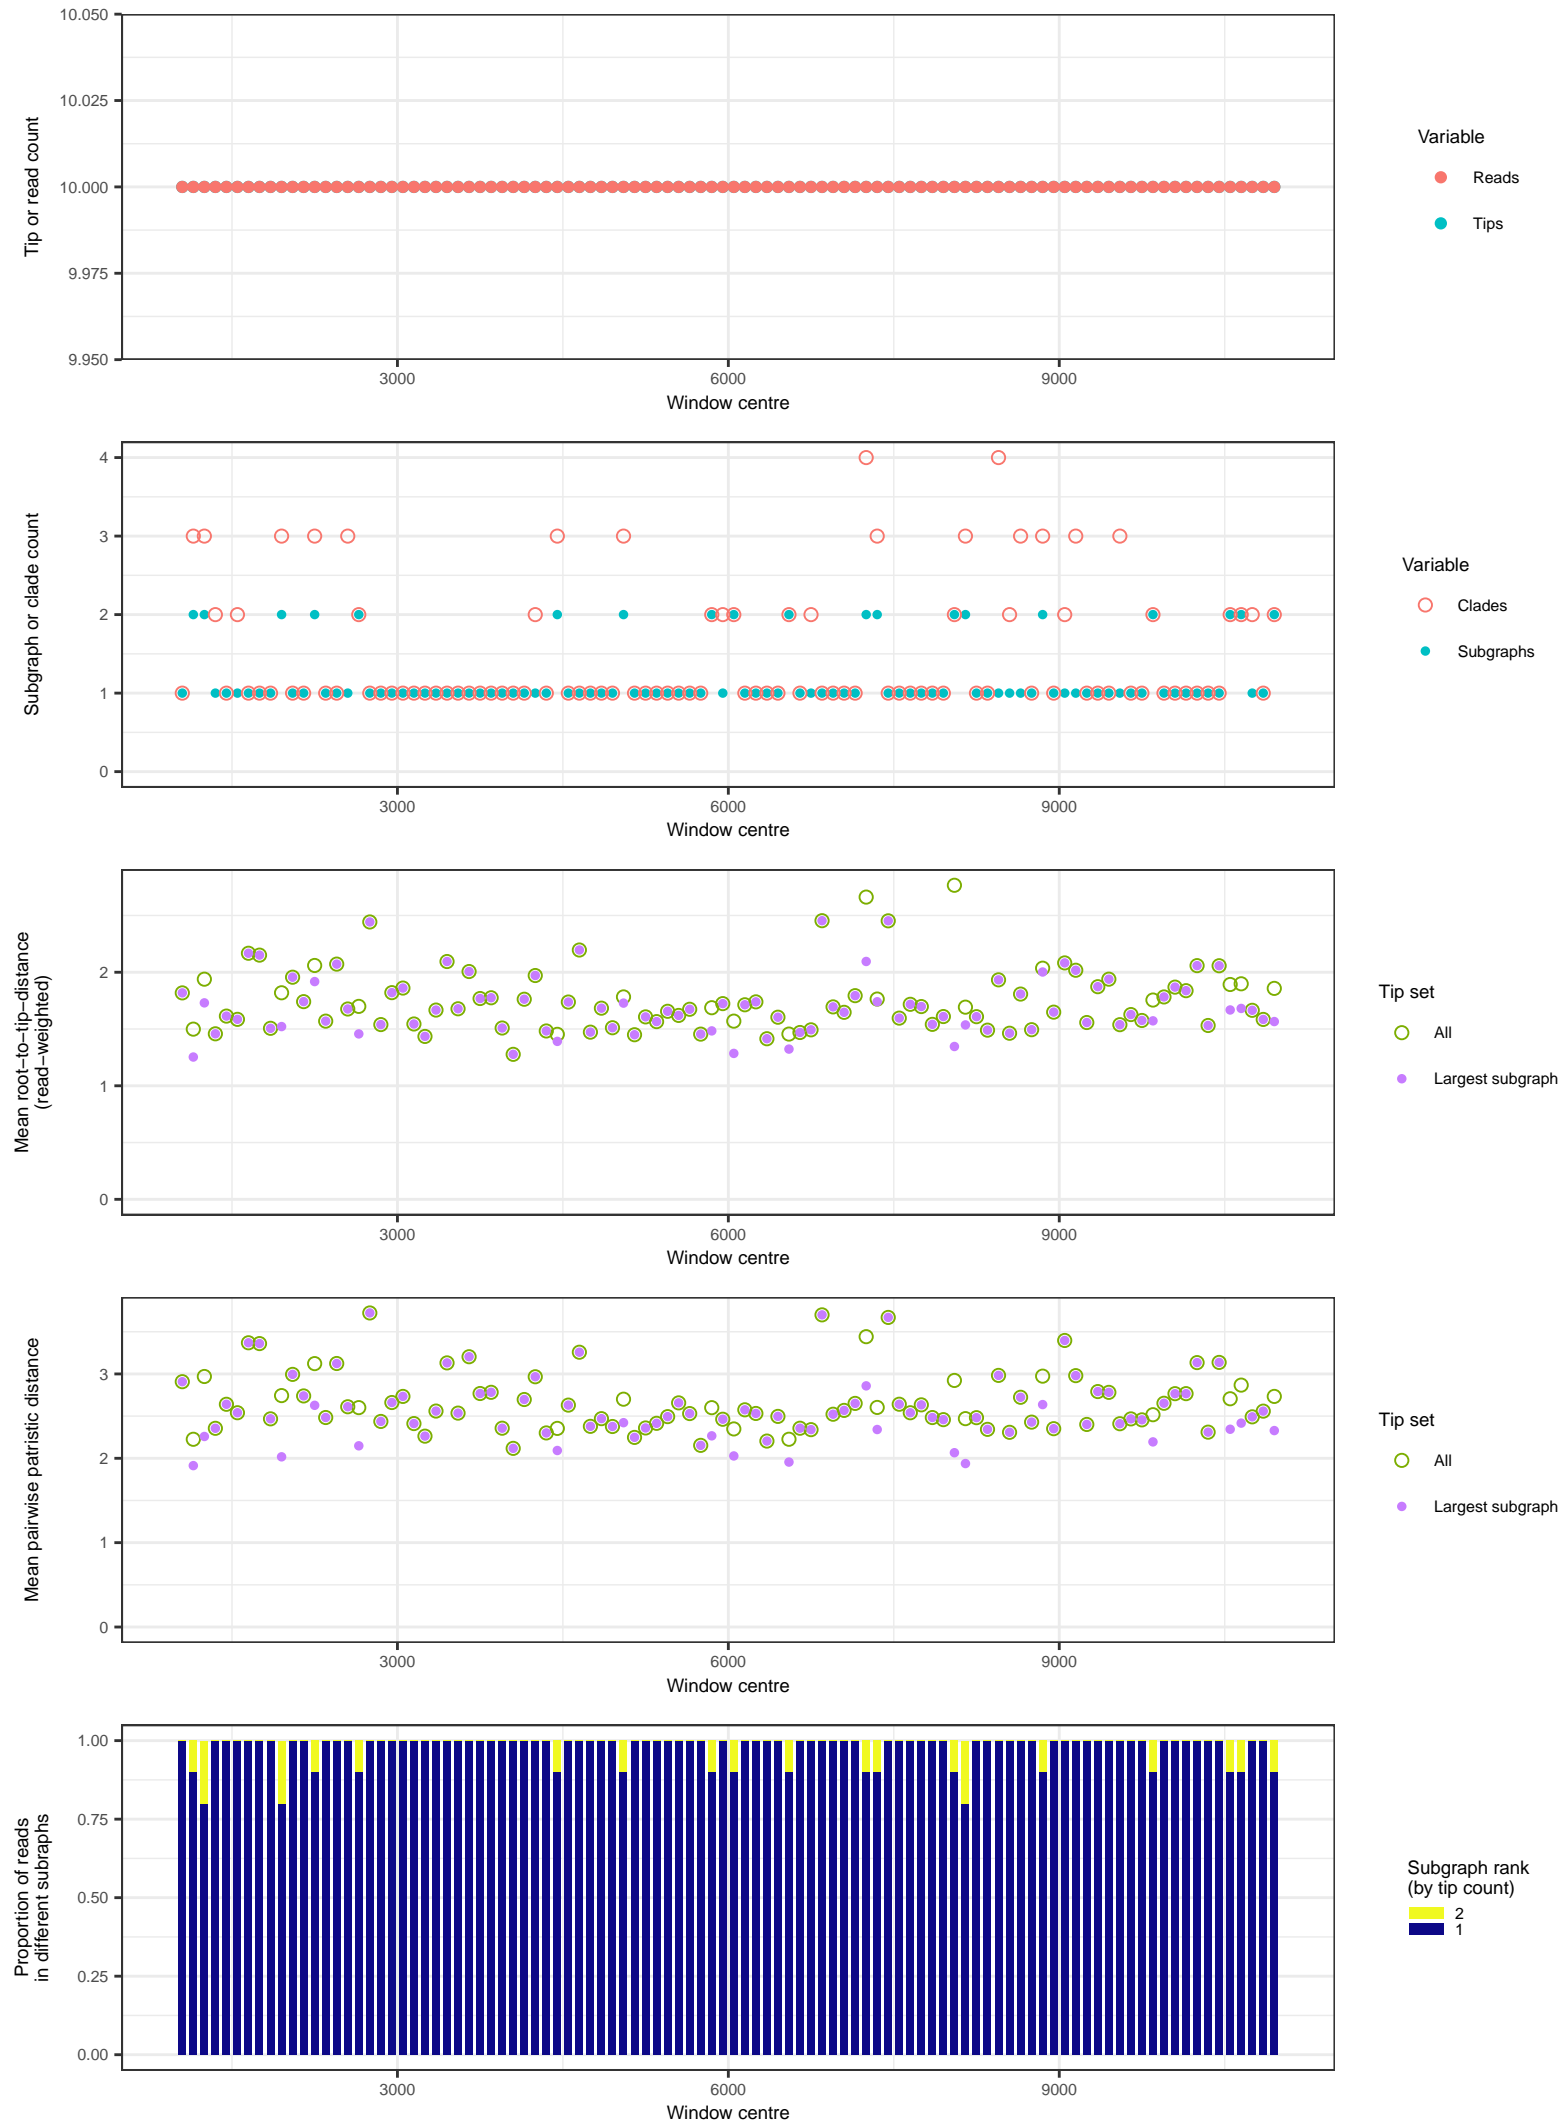 10.050
10.025
10.000
9.975
9.950
Tip or read count
3000
6000
9000
Window centre
Variable
Reads
Tips
4
3
2
1
0
Subgraph or clade count
3000
6000
9000
Window centre
Variable
Clades
Subgraphs
2
1
0
Mean root−to−tip−distance
(read−weighted)
3000
6000
9000
Window centre
Tip set
All
Largest subgraph
3
2
1
0
Mean pairwise patristic distance
3000
6000
9000
Window centre
Tip set
All
Largest subgraph
1.00
0.75
0.50
0.25
0.00
Proportion of reads
in different subraphs
3000
6000
9000
Window centre
Subgraph rank
(by tip count)
2
1